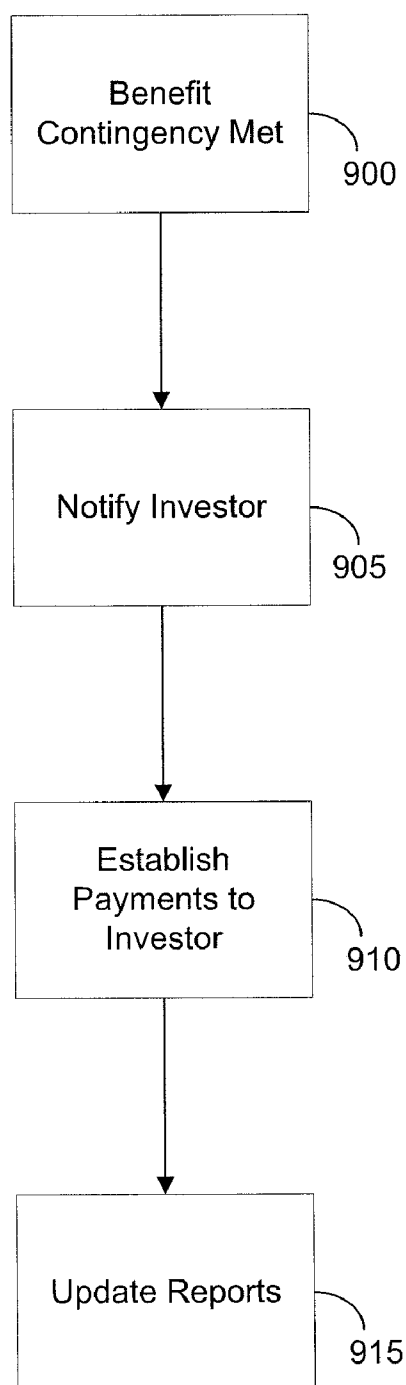 Benefit
Contingency Met
900
Notify Investor
905
Establish
Payments to
Investor
910
Update Reports
915